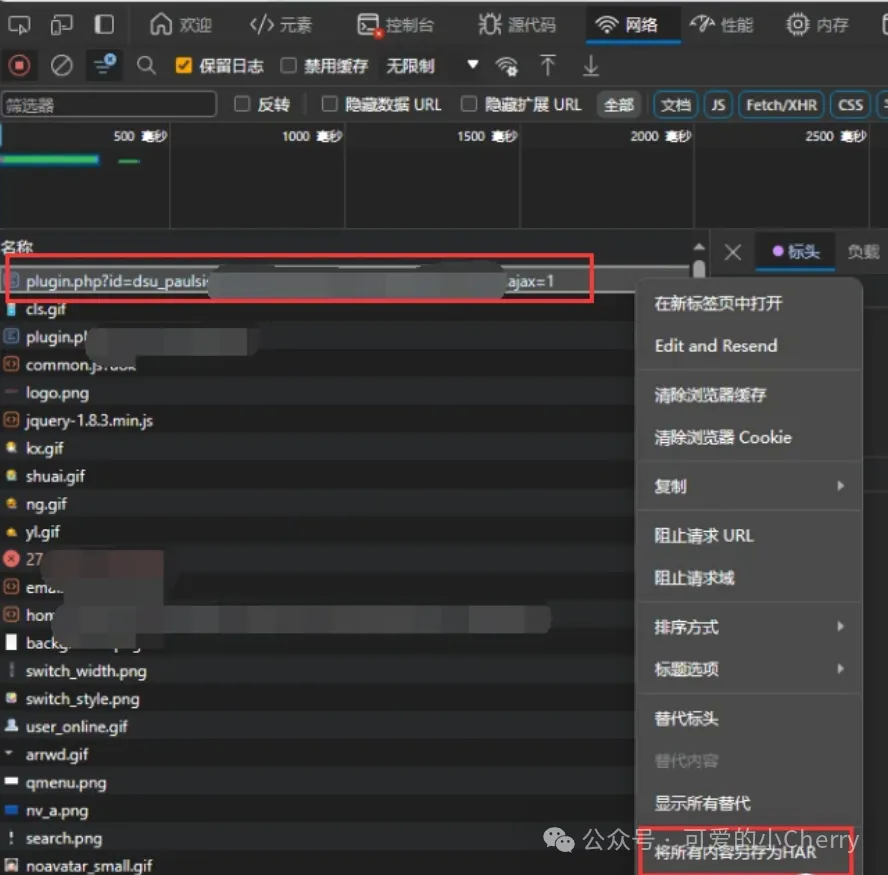 欢迎 元素 控制台 源代码 网络 性能 内存
保留日志 禁用缓存 无限制
筛选器 反转 隐藏数据 URL 隐藏扩展 URL 全部 文档 JS Fetch/XHR CSS
500 毫秒 1000 毫秒 1500 毫秒 2000 毫秒 2500 毫秒
名称
标头 负载
plugin.php?id=dsu_paulsi ajax=1
cls.gif
plugin.pl
common.js
logo.png
jquery-1.8.3.min.js
kx.gif
shuai.gif
ng.gif
yl.gif
27
switch_width.png
switch_style.png
user_online.gif
arrwd.gif
qmenu.png
nv_a.png
search.png
noavatar_small.gif
在新标签页中打开
Edit and Resend
清除浏览器缓存
清除浏览器 Cookie
复制
阻止请求 URL
阻止请求域
排序方式
标题选项
替代标头
替代内容
显示所有替代
将所有内容另存为HAR
公众号 · 可爱的小Cherry